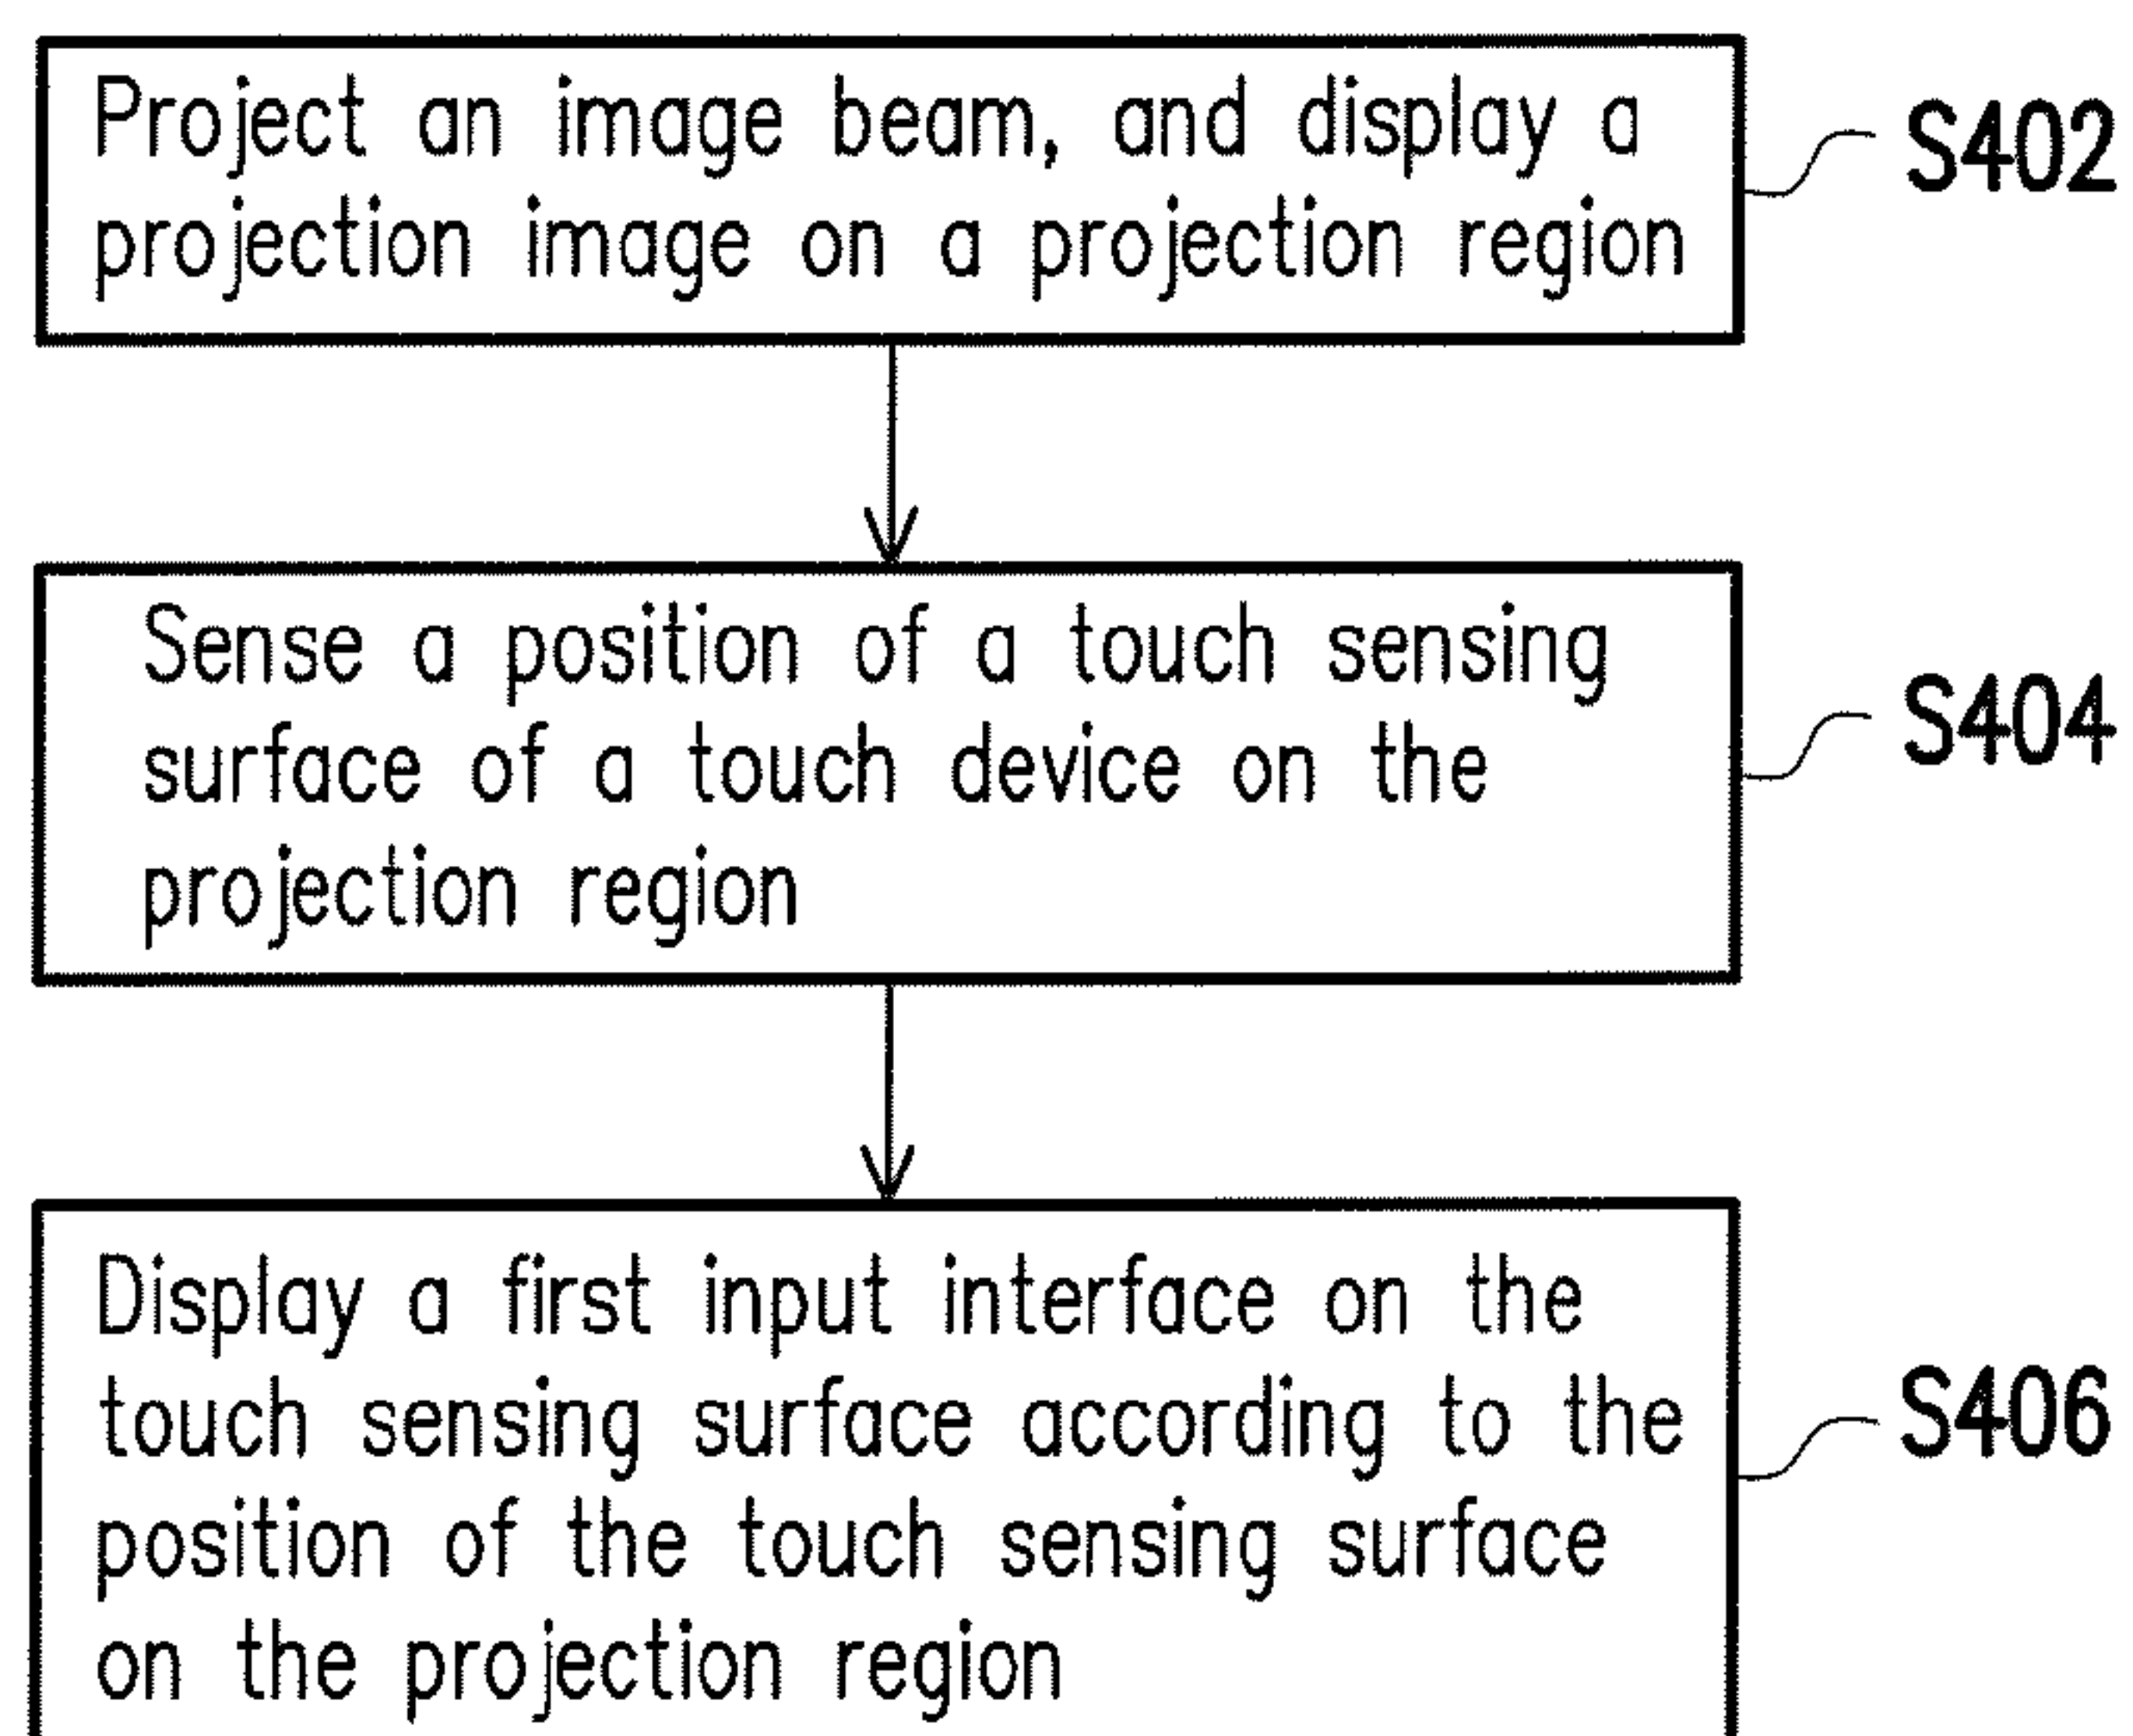 Project an image beam, and display a
projection image on a projection region
S402
Sense a position of a touch sensing
surface of a touch device on the
projection region
S404
Display a first input interface on the
touch sensing surface according to the
position of the touch sensing surface
on the projection region
S406